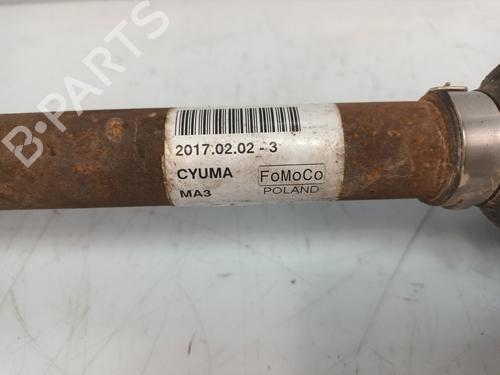 2017.02.02 - 3
CYUMA FoMoCo
MA3 POLAND
B-PARTS